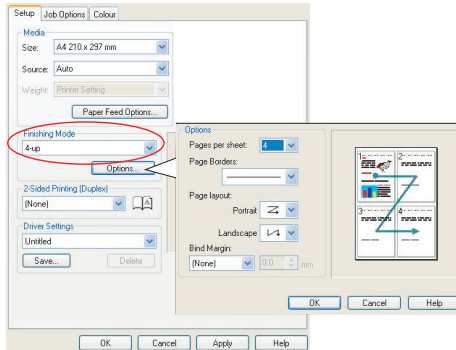 Setup Job Options Colour
Media
Size: A4 210 x 297 mm
Source: Auto
Weight: Printer Setting
Paper Feed Options...
Finishing Mode
4-up
Options...
2-Sided Printing (Duplex)
(None)
A
Driver Settings
Untitled
Save... Delete
OK Cancel Apply Help
Options
Pages per sheet: 4
Page Borders:
Page layout:
Portrait
Landscape
Bind Margin:
(None) 0.0 mm
1 2
3 4
OK Cancel Help